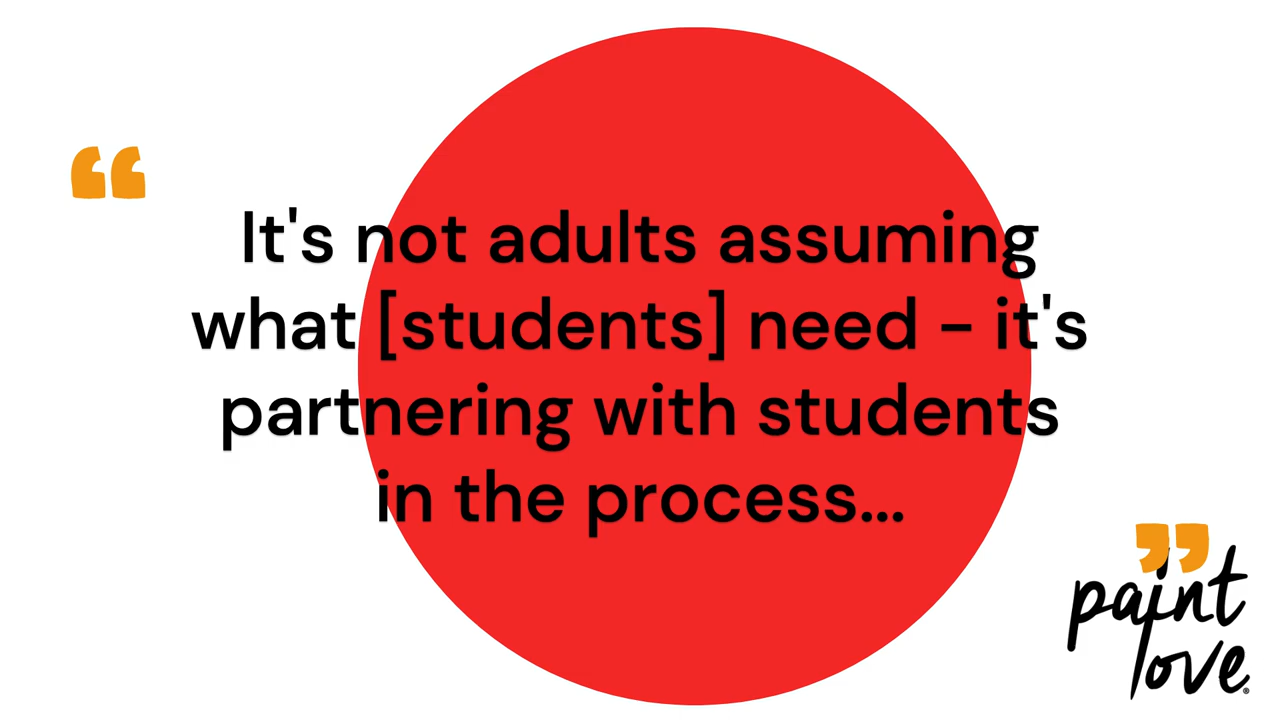 “
It's not adults assuming
what [students] need – it's
partnering with students
in the process...
”
paint
love®